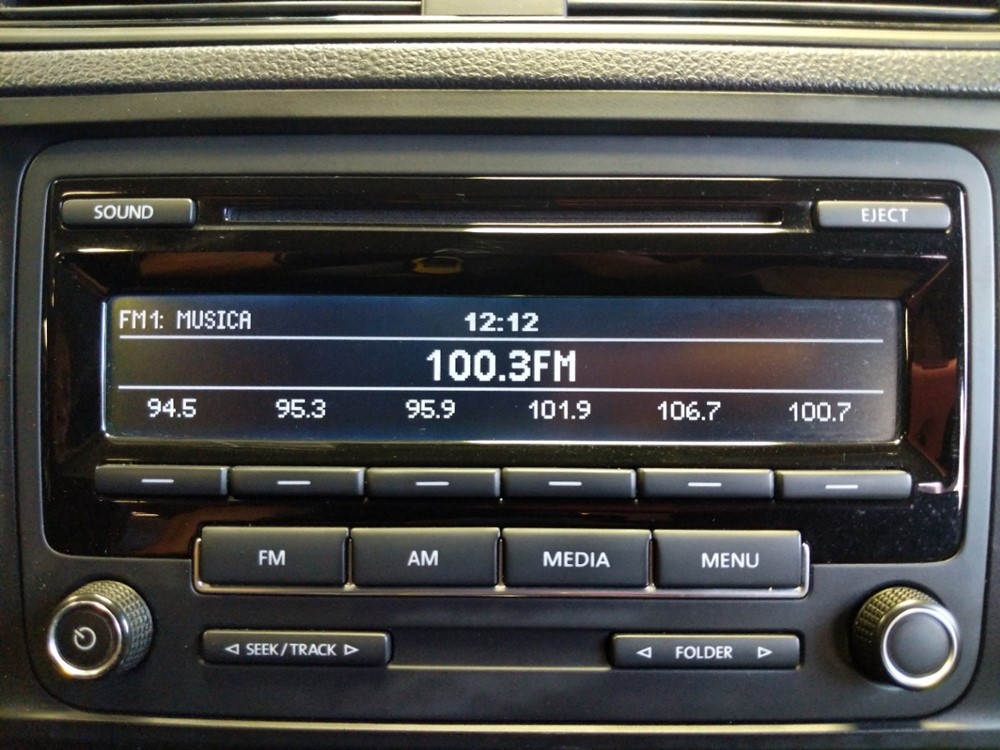 SOUND EJECT
FM1: MUSICA 12:12
100.3FM
94.5 95.3 95.9 101.9 106.7 100.7
FM AM MEDIA MENU
◁ SEEK/TRACK ▷ ◁ FOLDER ▷